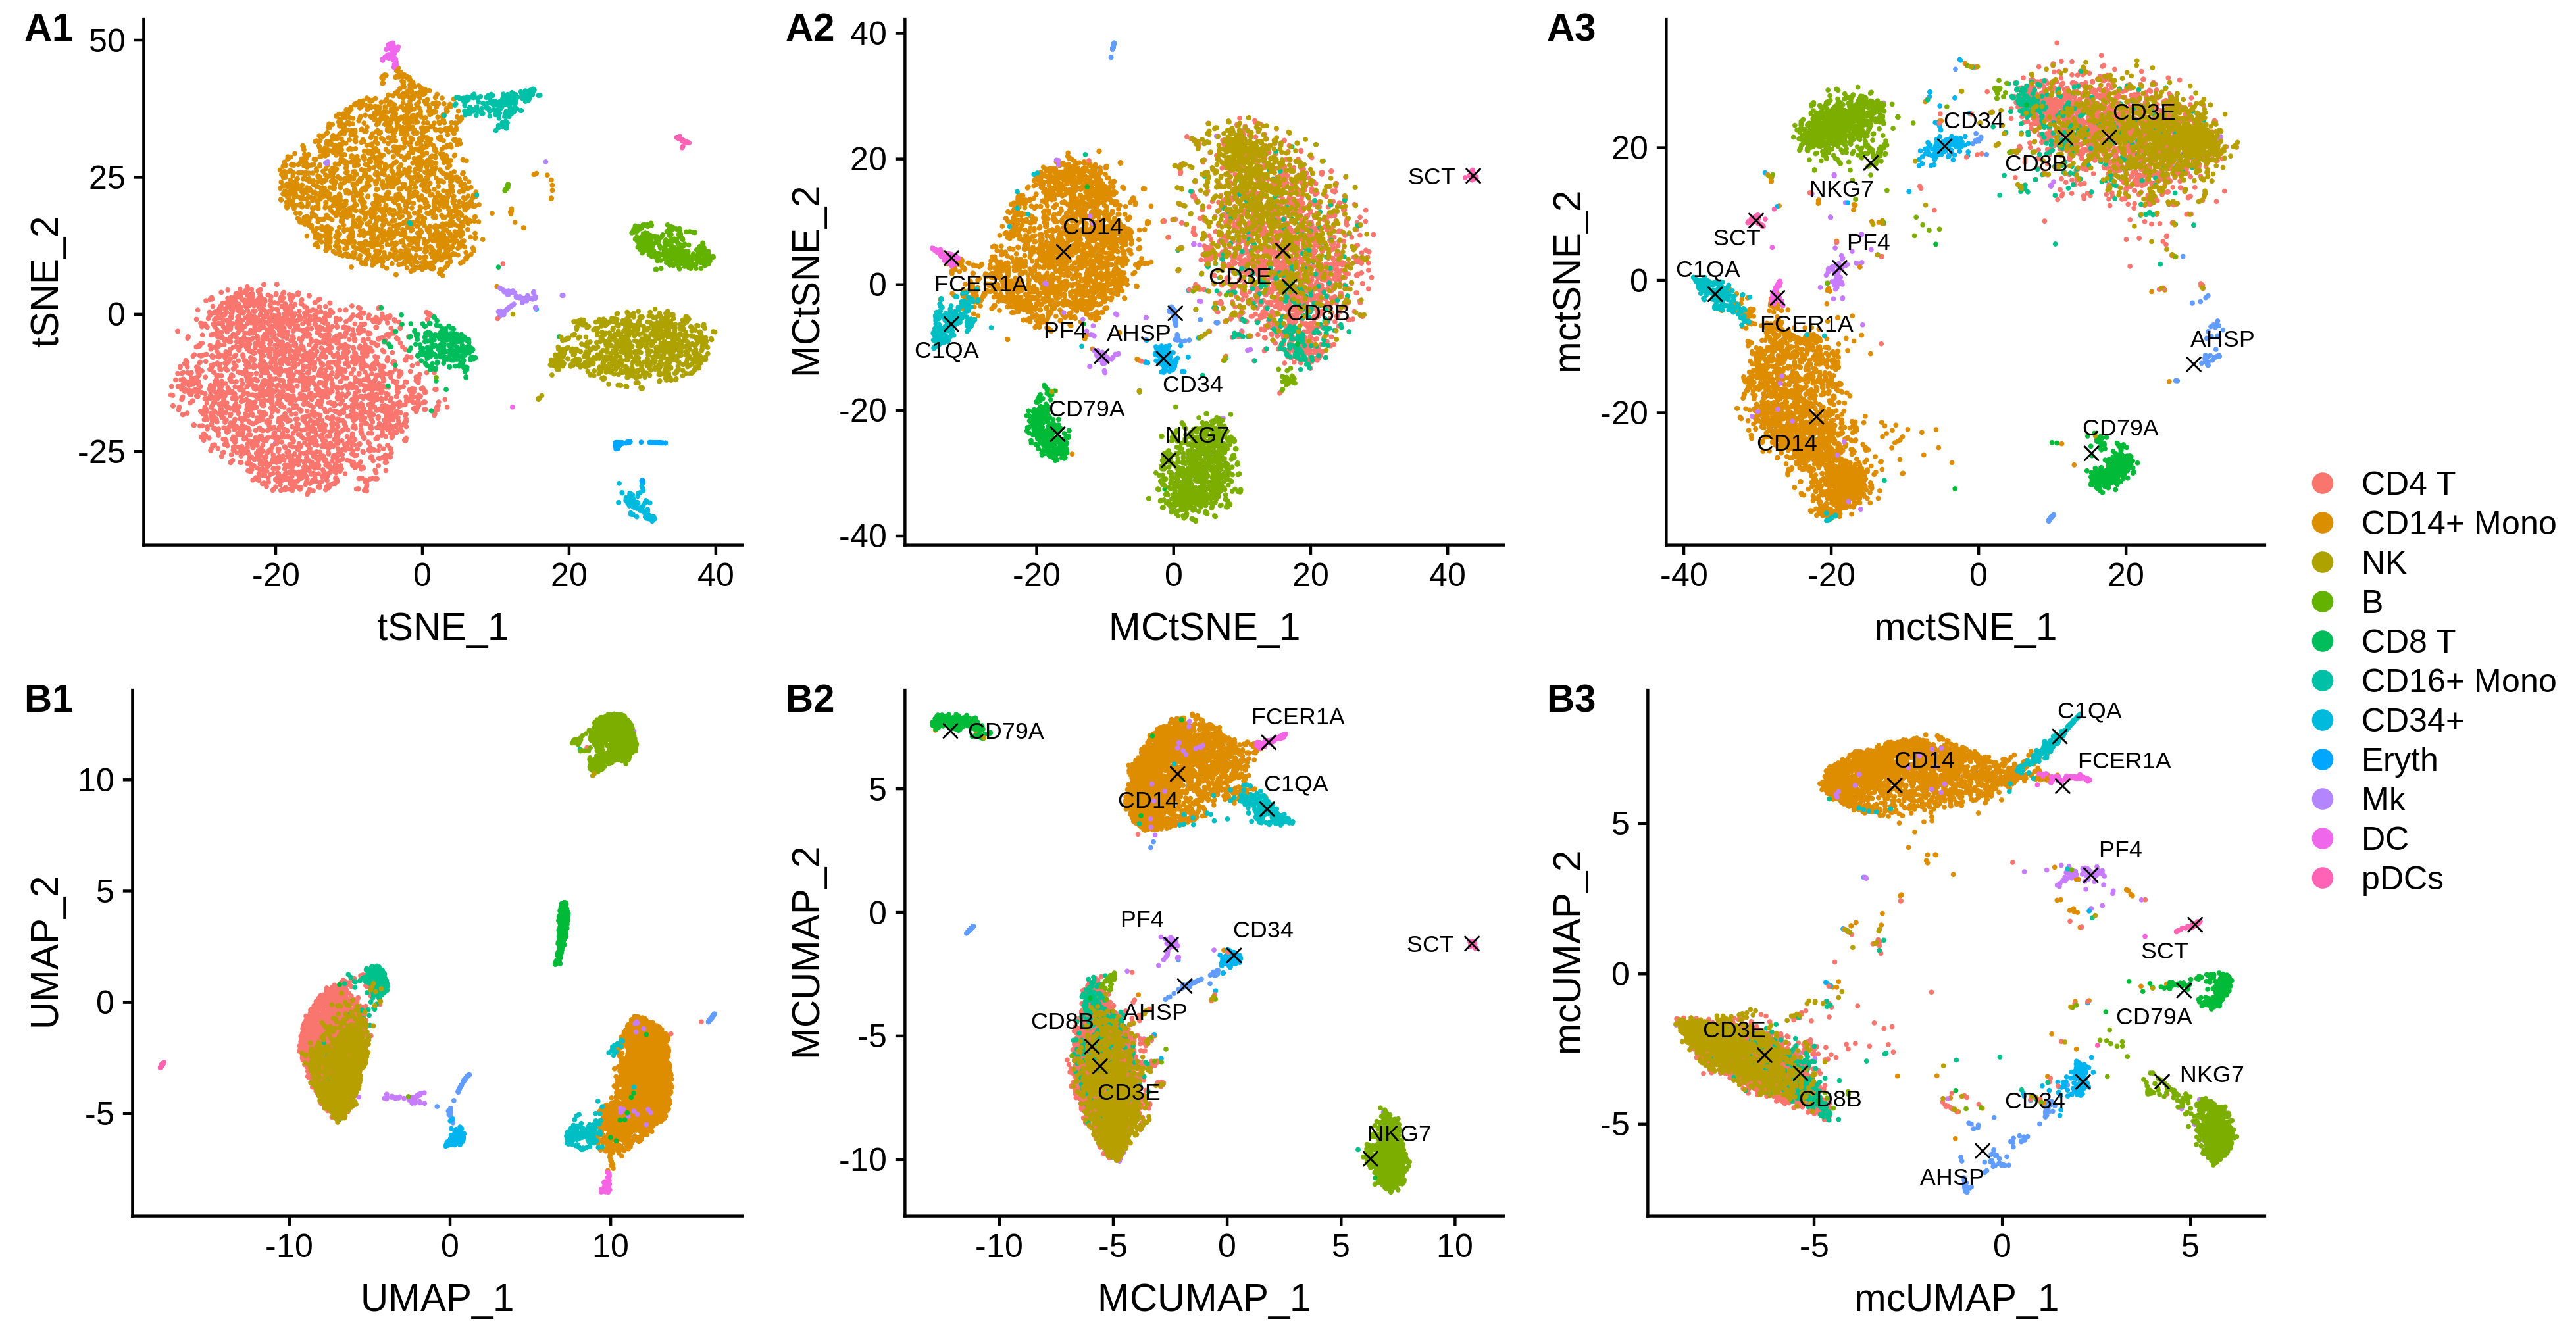 A1
50
25
0
-25
tSNE_2
-20 0 20 40
tSNE_1
A2
40
20
0
-20
-40
MCtSNE_2
SCT
CD14
FCER1A
CD3E
CD8B
PF4 AHSP
C1QA
CD34
CD79A
NKG7
-20 0 20 40
MCtSNE_1
A3
20
0
-20
mctSNE_2
CD3E
CD34
CD8B
NKG7
SCT
PF4
C1QA
FCER1A
AHSP
CD79A
CD14
-40 -20 0 20
mctSNE_1
CD4 T
CD14+ Mono
NK
B
CD8 T
CD16+ Mono
CD34+
Eryth
Mk
DC
pDCs
B1
10
5
0
-5
UMAP_2
-10 0 10
UMAP_1
B2
5
0
-5
-10
MCUMAP_2
FCER1A
CD79A
C1QA
CD14
PF4
CD34
SCT
AHSP
CD8B
CD3E
NKG7
-10 -5 0 5 10
MCUMAP_1
B3
5
0
-5
mcUMAP_2
C1QA
CD14
FCER1A
PF4
SCT
CD79A
CD3E
NKG7
CD8B
CD34
AHSP
-5 0 5
mcUMAP_1